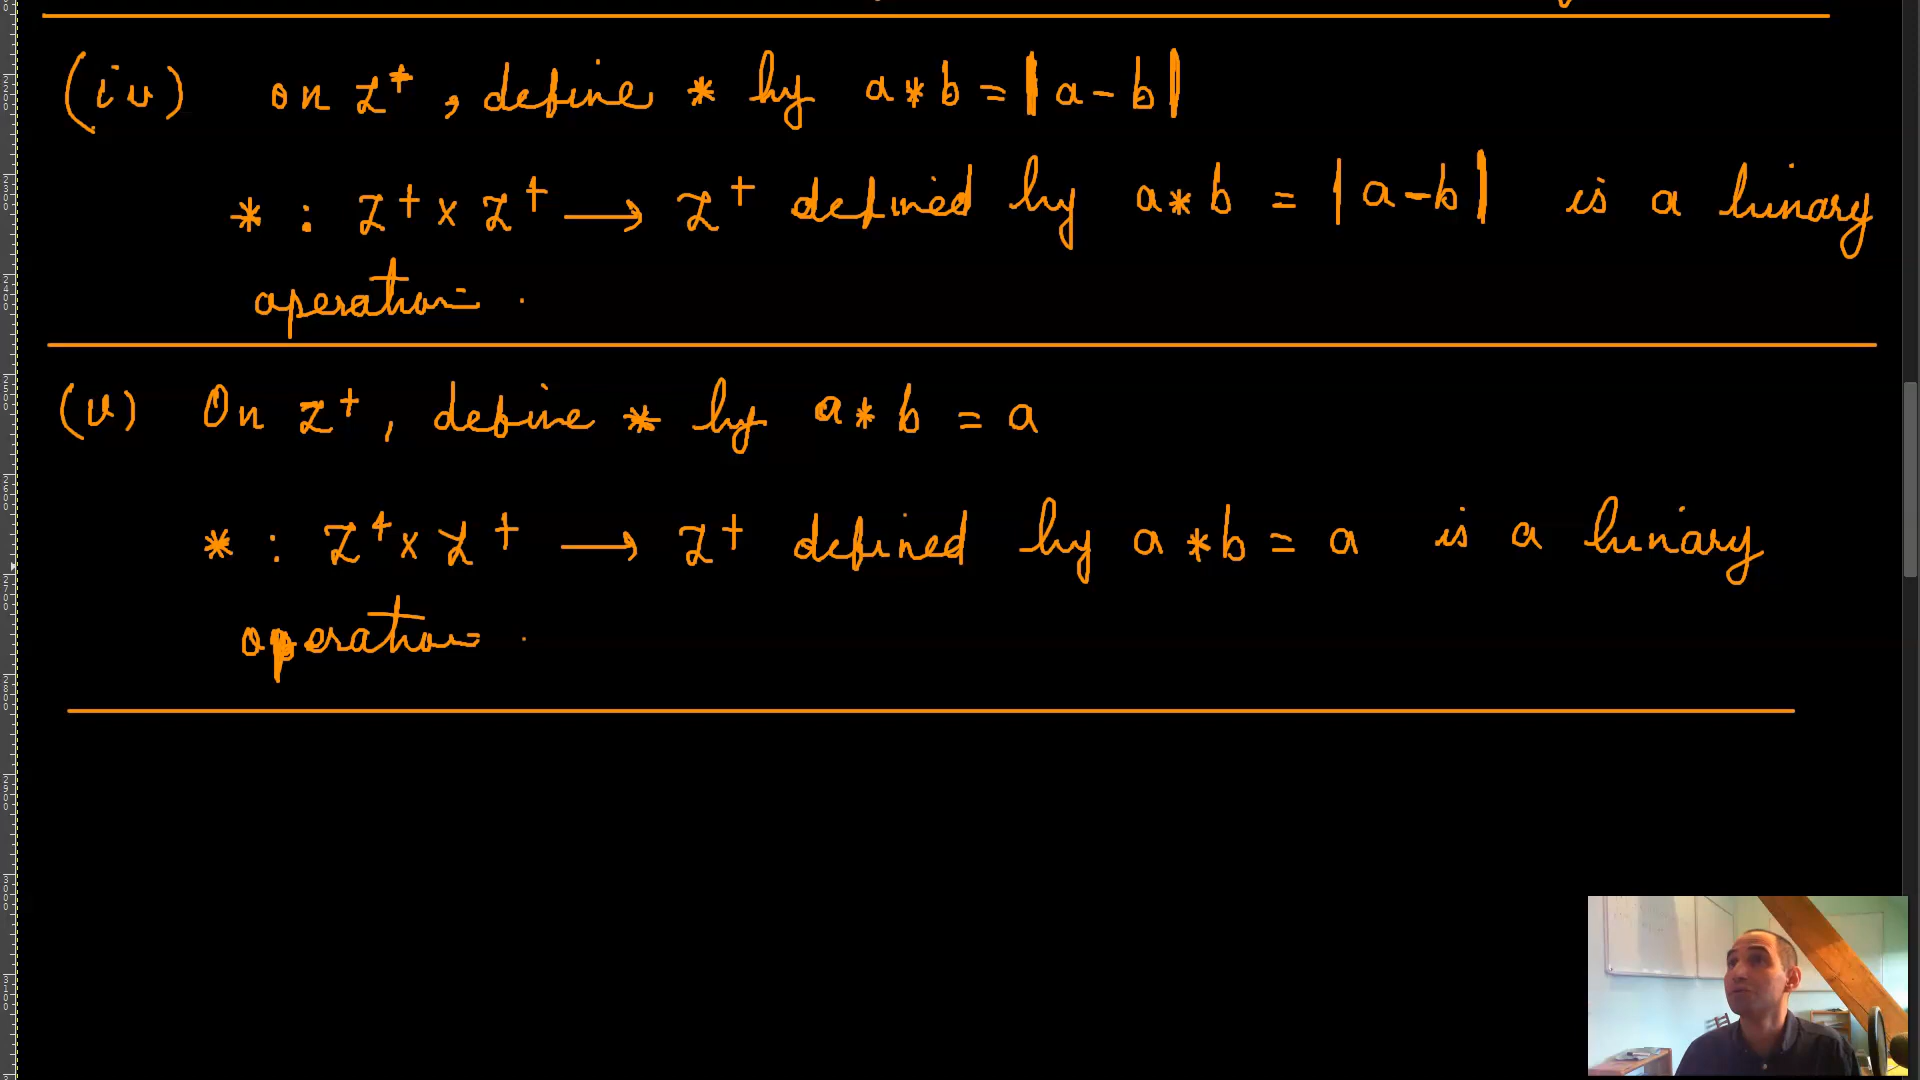 (iv) on Z⁺, define * by a*b = |a-b|
* : Z⁺ x Z⁺ → Z⁺ defined by a*b = |a-b| is a binary
operation.
(v) On Z⁺, define * by a*b = a
* : Z⁺ x Z⁺ → Z⁺ defined by a*b = a is a binary
operation.